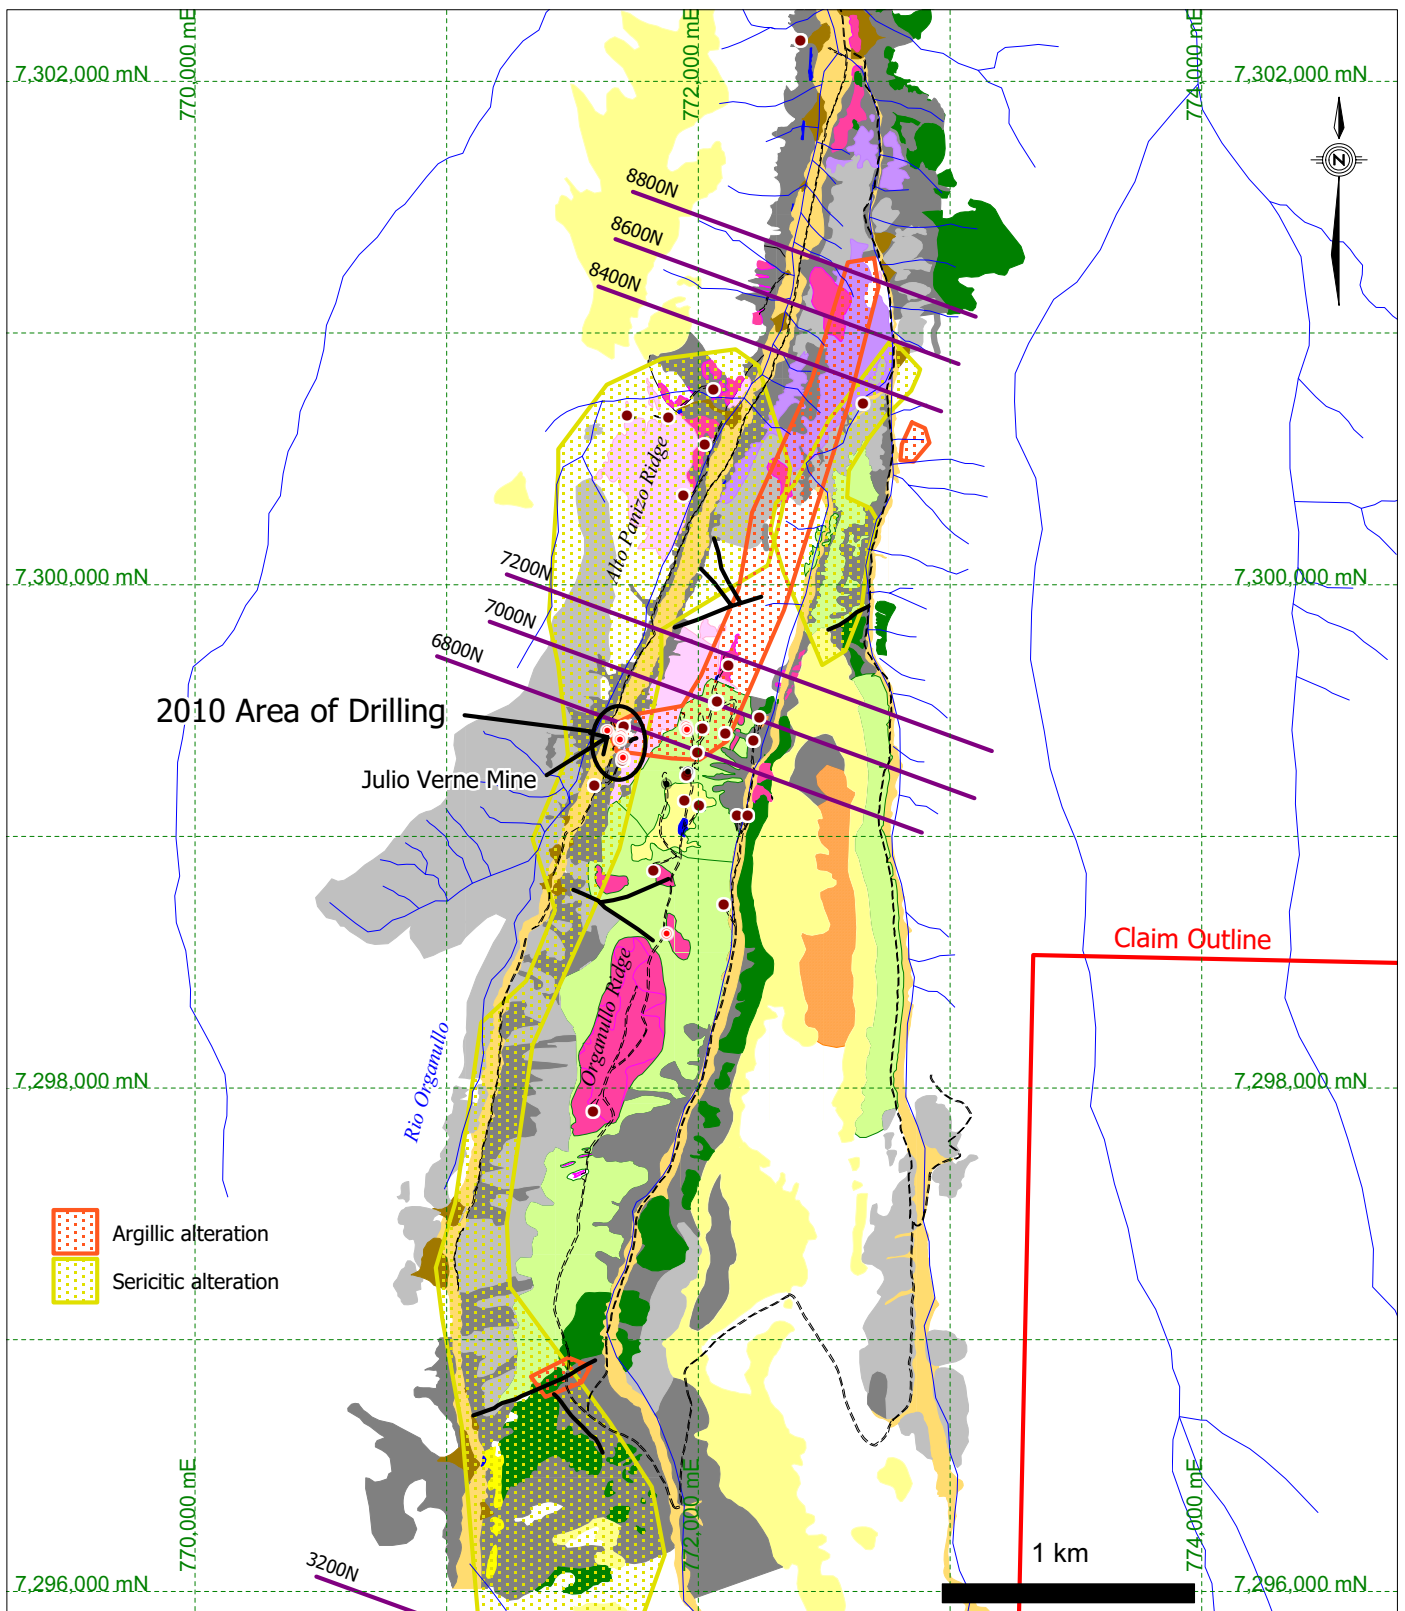 770,000 mE
772,000 mE
774,000 mE
7,302,000 mN
7,302,000 mN
N
8800N
8600N
8400N
Alto Panizo Ridge
7200N
7,300,000 mN
7,300,000 mN
7000N
6800N
2010 Area of Drilling
Julio Verne Mine
Claim Outline
Organullo Ridge
Rio Organullo
7,298,000 mN
7,298,000 mN
Argillic alteration
Sericitic alteration
770,000 mE
772,000 mE
774,000 mE
1 km
3200N
7,296,000 mN
7,296,000 mN